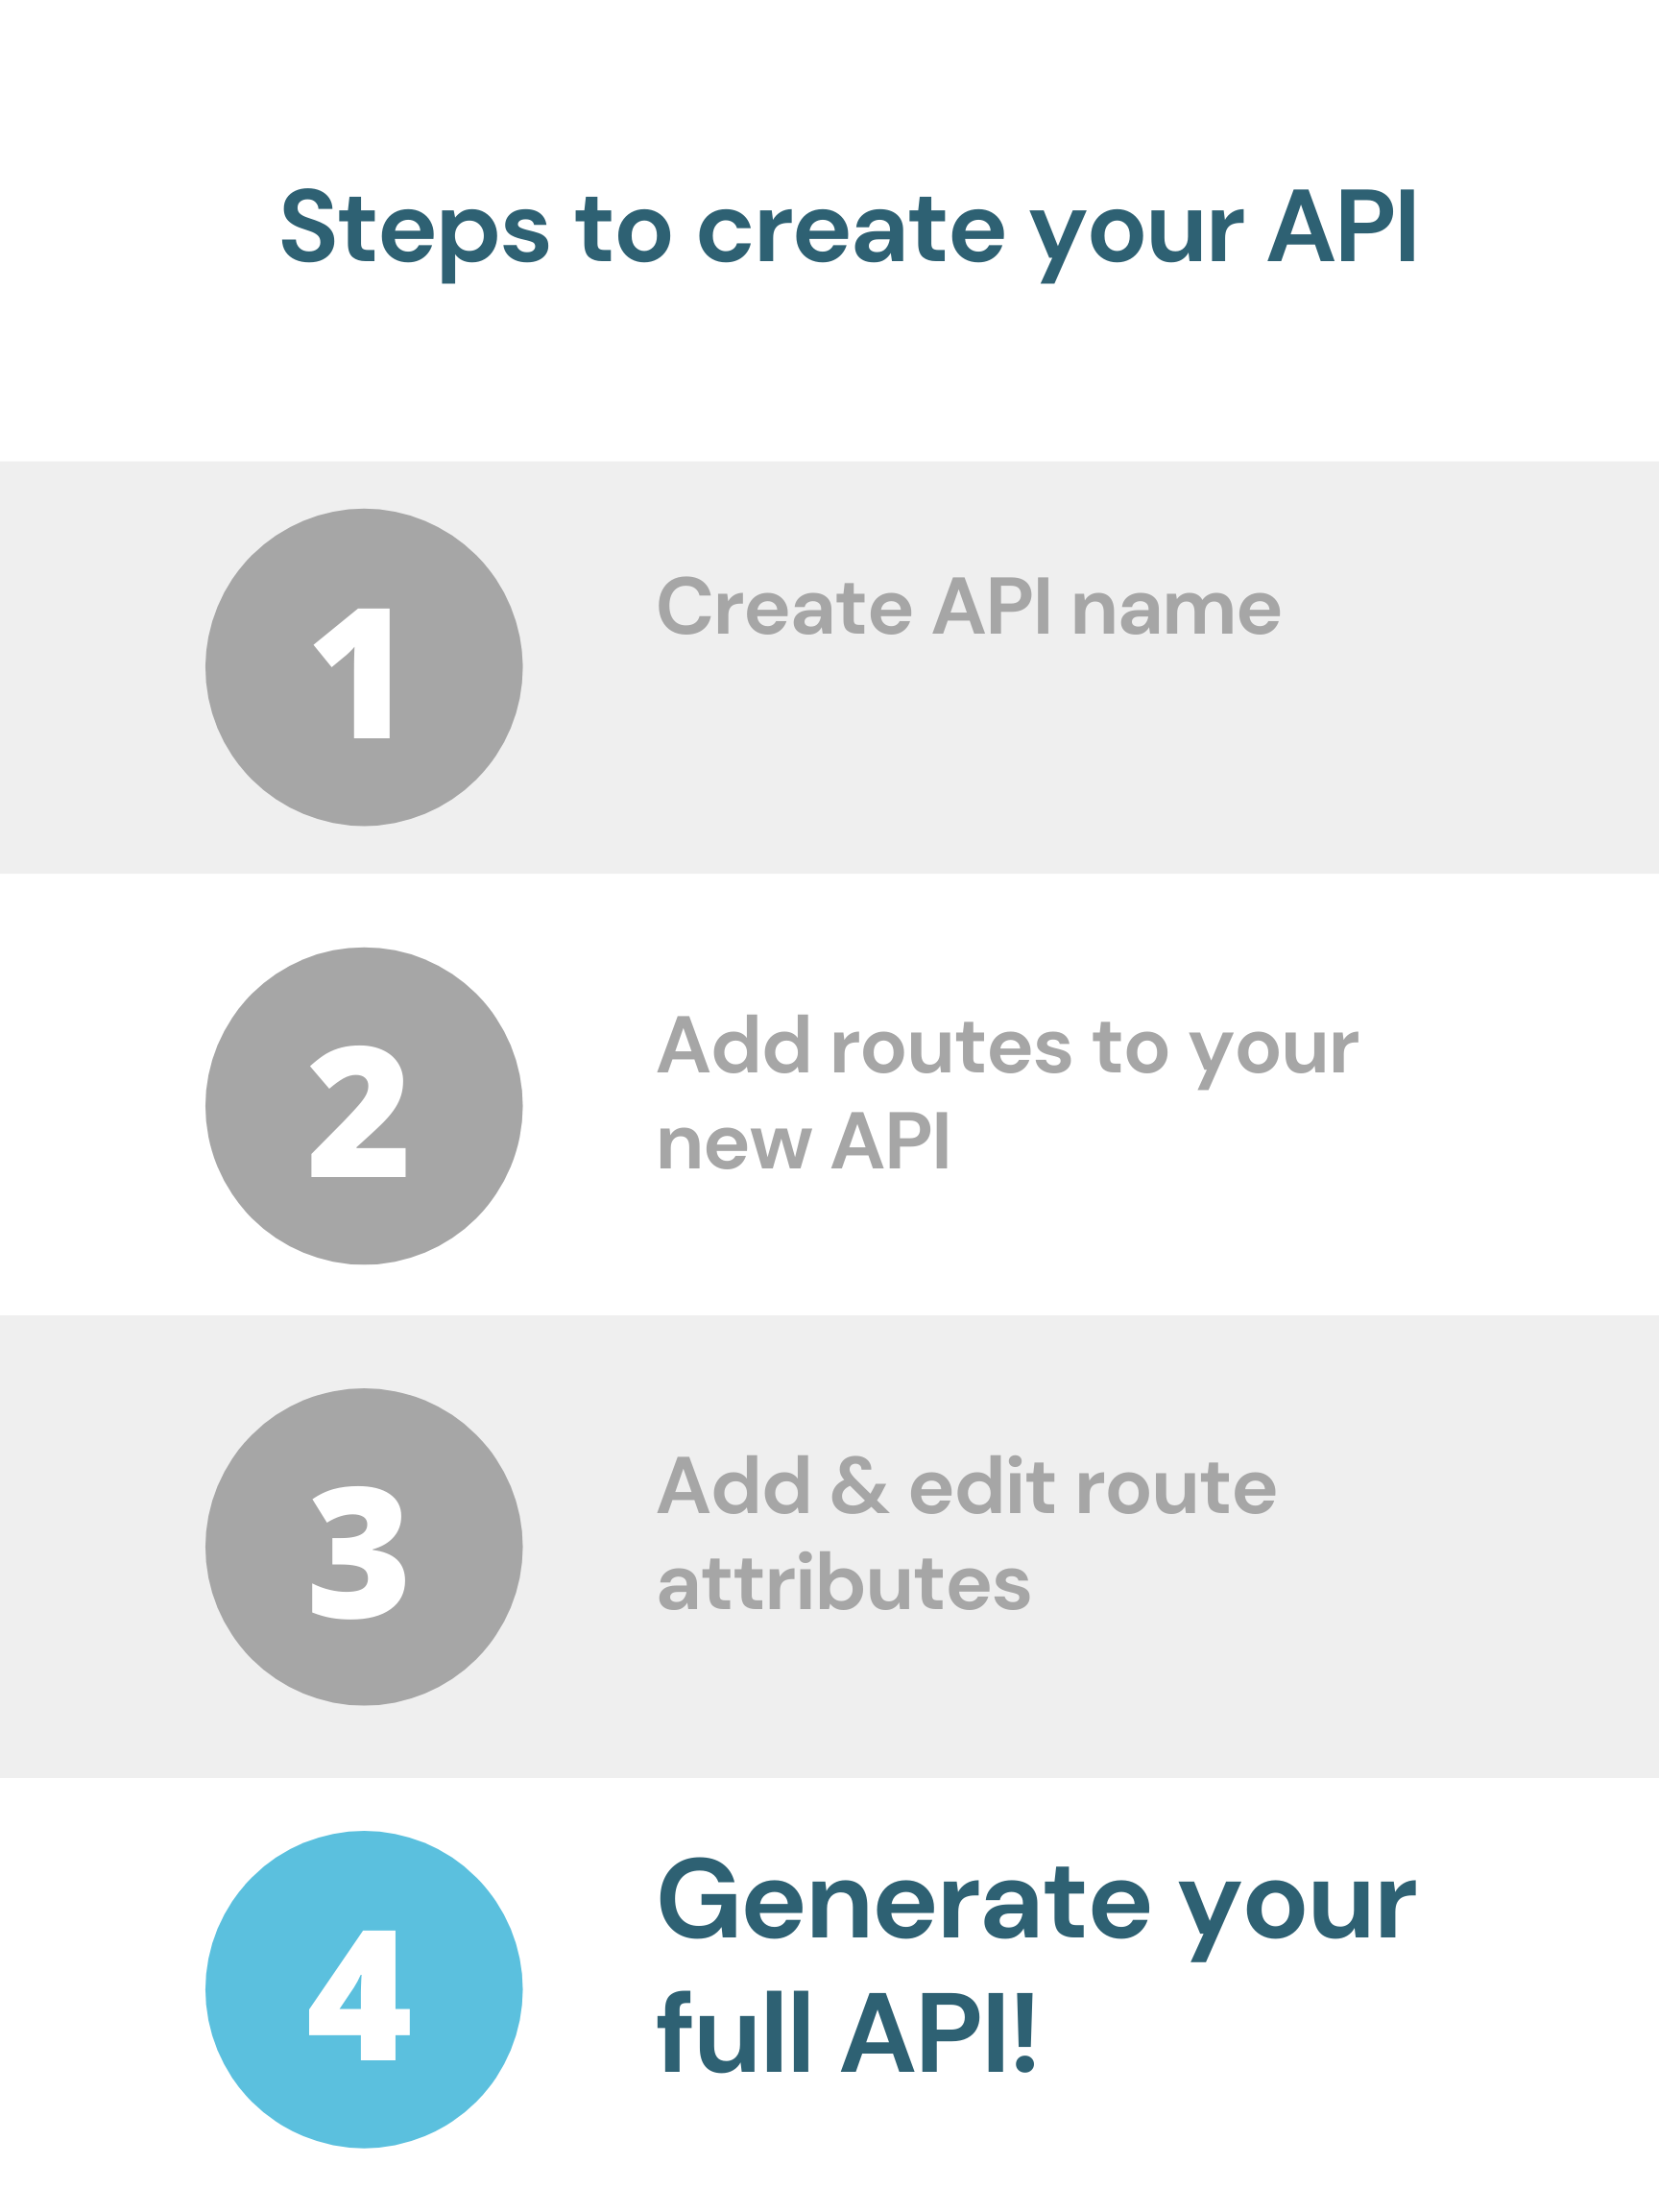 Steps to create your API
1
Create API name
2
Add routes to your
new API
3
Add & edit route
attributes
4
Generate your
full API!